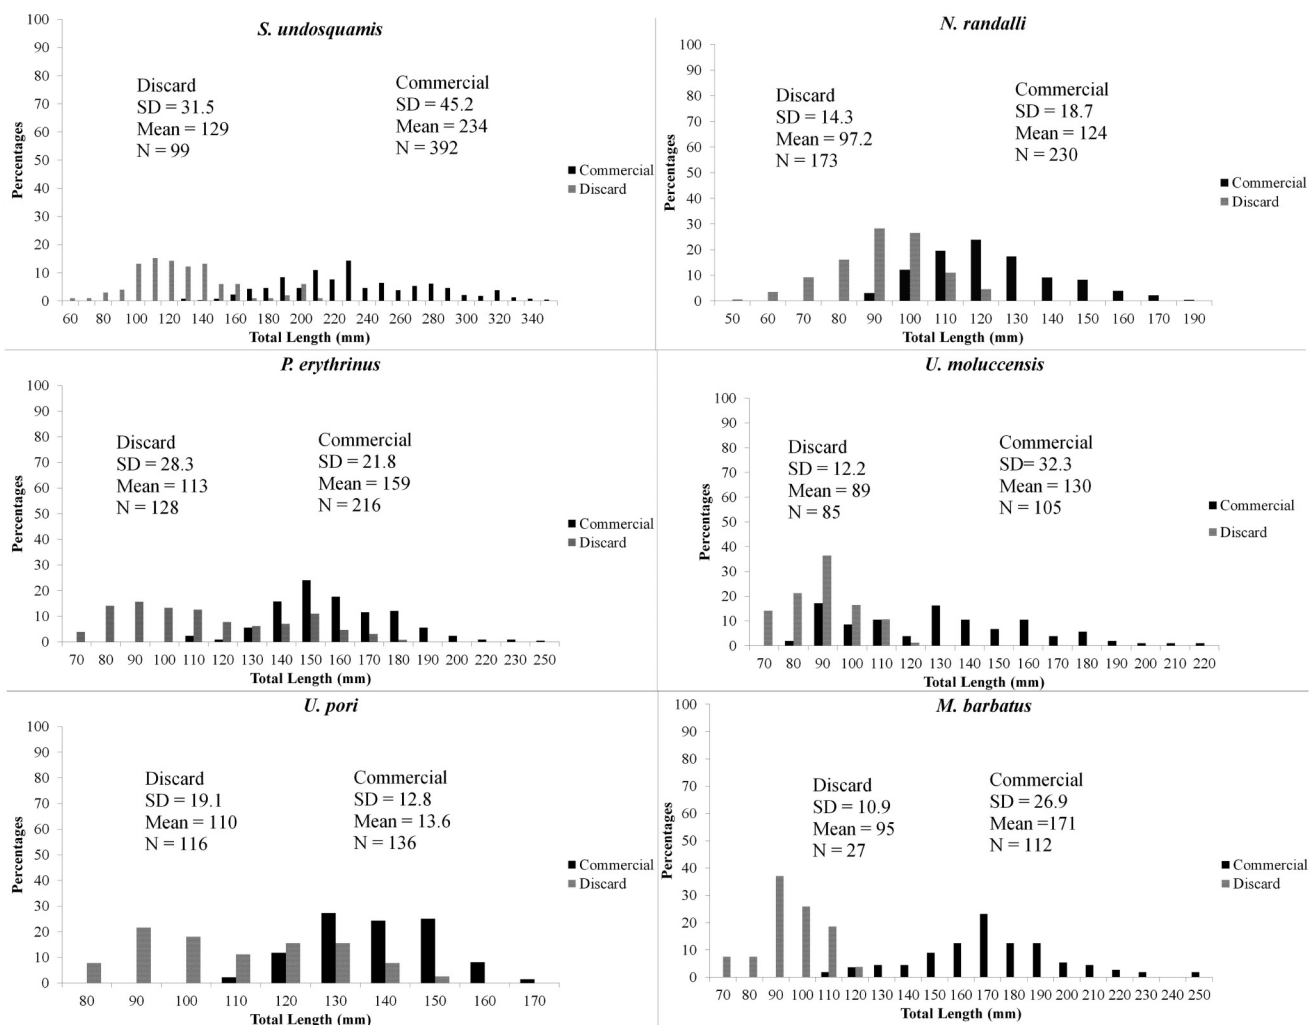 S. undosquamis
Discard
SD = 31.5
Mean = 129
N = 99
Commercial
SD = 45.2
Mean = 234
N = 392
Commercial
Discard
Percentages
100
90
80
70
60
50
40
30
20
10
0
60 80 100 120 140 160 180 200 220 240 260 280 300 320 340
Total Length (mm)
N. randalli
Discard
SD = 14.3
Mean = 97.2
N = 173
Commercial
SD = 18.7
Mean = 124
N = 230
Commercial
Discard
Percentages
100
90
80
70
60
50
40
30
20
10
0
50 60 70 80 90 100 110 120 130 140 150 160 170 190
Total Length (mm)
P. erythrinus
Discard
SD = 28.3
Mean = 113
N = 128
Commercial
SD = 21.8
Mean = 159
N = 216
Commercial
Discard
Percentages
100
90
80
70
60
50
40
30
20
10
0
70 80 90 100 110 120 130 140 150 160 170 180 190 200 210 230 250
Total Length (mm)
U. moluccensis
Discard
SD = 12.2
Mean = 89
N = 85
Commercial
SD= 32.3
Mean = 130
N = 105
Commercial
Discard
Percentages
100
90
80
70
60
50
40
30
20
10
0
70 80 90 100 110 120 130 140 150 160 170 180 190 200 210 220
Total Length (mm)
U. pori
Discard
SD = 19.1
Mean = 110
N = 116
Commercial
SD = 12.8
Mean = 13.6
N = 136
Commercial
Discard
Percentages
100
90
80
70
60
50
40
30
20
10
0
80 90 100 110 120 130 140 150 160 170
Total Length (mm)
M. barbatus
Discard
SD = 10.9
Mean = 95
N = 27
Commercial
SD = 26.9
Mean =171
N = 112
Commercial
Discard
Percentages
100
90
80
70
60
50
40
30
20
10
0
70 80 90 100 110 120 130 140 150 160 170 180 190 200 210 220 230 240 250
Total Length (mm)